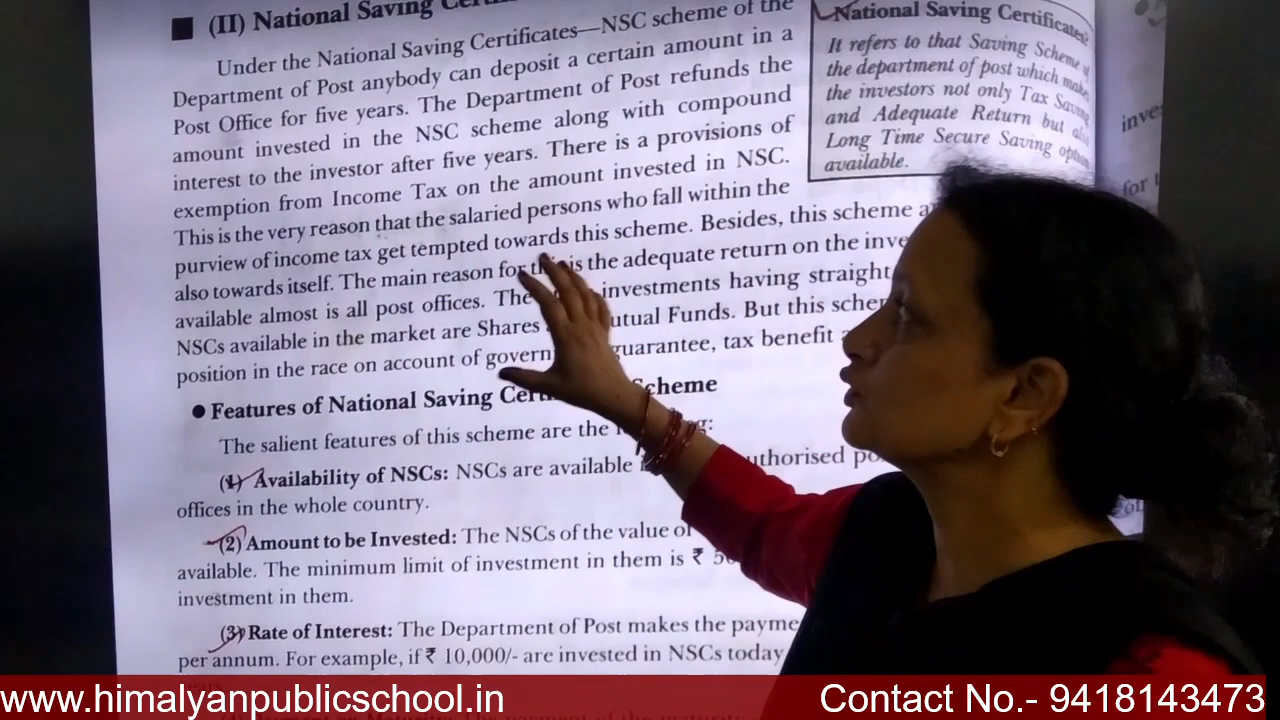 (II) National Saving
Under the National Saving Certificates—NSC scheme of the
Department of Post anybody can deposit a certain amount in a
Post Office for five years. The Department of Post refunds the
amount invested in the NSC scheme along with compound
interest to the investor after five years. There is a provisions of
exemption from Income Tax on the amount invested in NSC.
This is the very reason that the salaried persons who fall within the
purview of income tax get tempted towards this scheme. Besides, this scheme
also towards itself. The main reason for this is the adequate return on the
available almost is all post offices. The investments having straight
NSCs available in the market are Shares Mutual Funds. But this
position in the race on account of guarantee, tax benefit
National Saving Certificates:
It refers to that Saving Scheme of
the department of post which make
the investors not only Tax Saving
and Adequate Return but also
Long Time Secure Saving option
available.
● Features of National Saving Scheme
The salient features of this scheme are the
(1) Availability of NSCs: NSCs are available
offices in the whole country.
(2) Amount to be Invested: The NSCs of the value of
available. The minimum limit of investment in them is ₹
investment in them.
(3) Rate of Interest: The Department of Post makes the
per annum. For example, if ₹ 10,000/- are invested in NSCs today
www.himalyanpublicschool.in
Contact No.- 9418143473